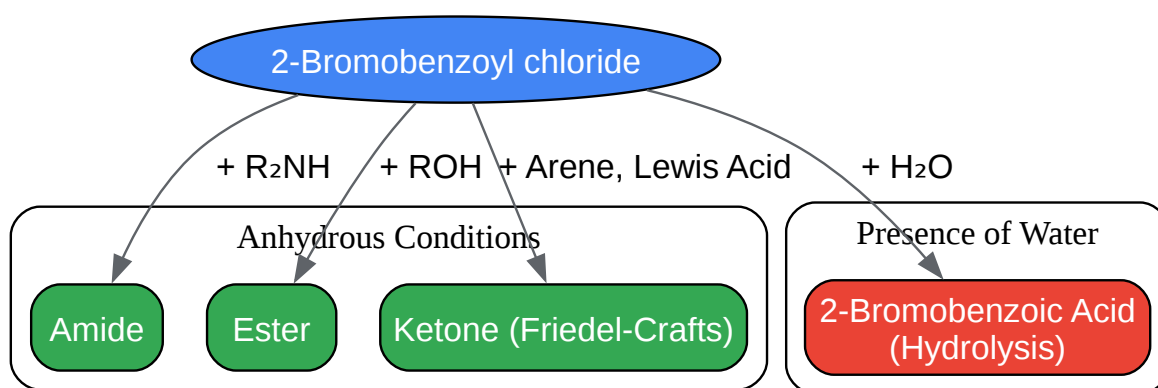 2-Bromobenzoyl chloride
+ R₂NH
+ ROH
+ Arene, Lewis Acid
+ H₂O
Anhydrous Conditions
Presence of Water
Amide
Ester
Ketone (Friedel-Crafts)
2-Bromobenzoic Acid
(Hydrolysis)